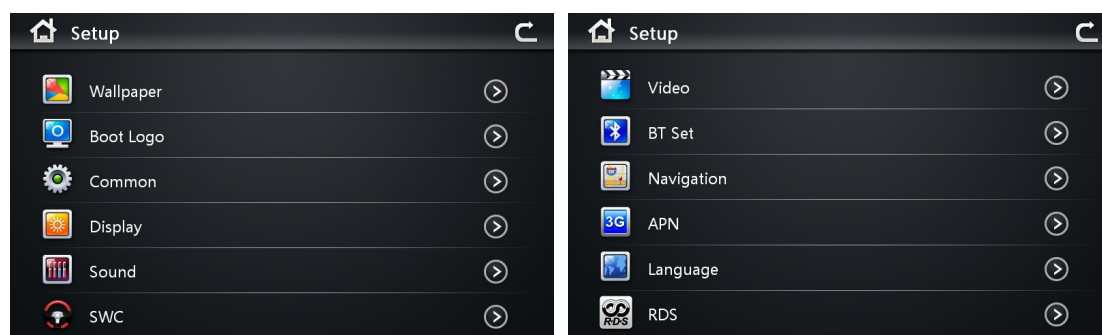 Setup
Wallpaper
Boot Logo
Common
Display
Sound
SWC
Setup
Video
BT Set
Navigation
3G APN
Language
RDS RDS